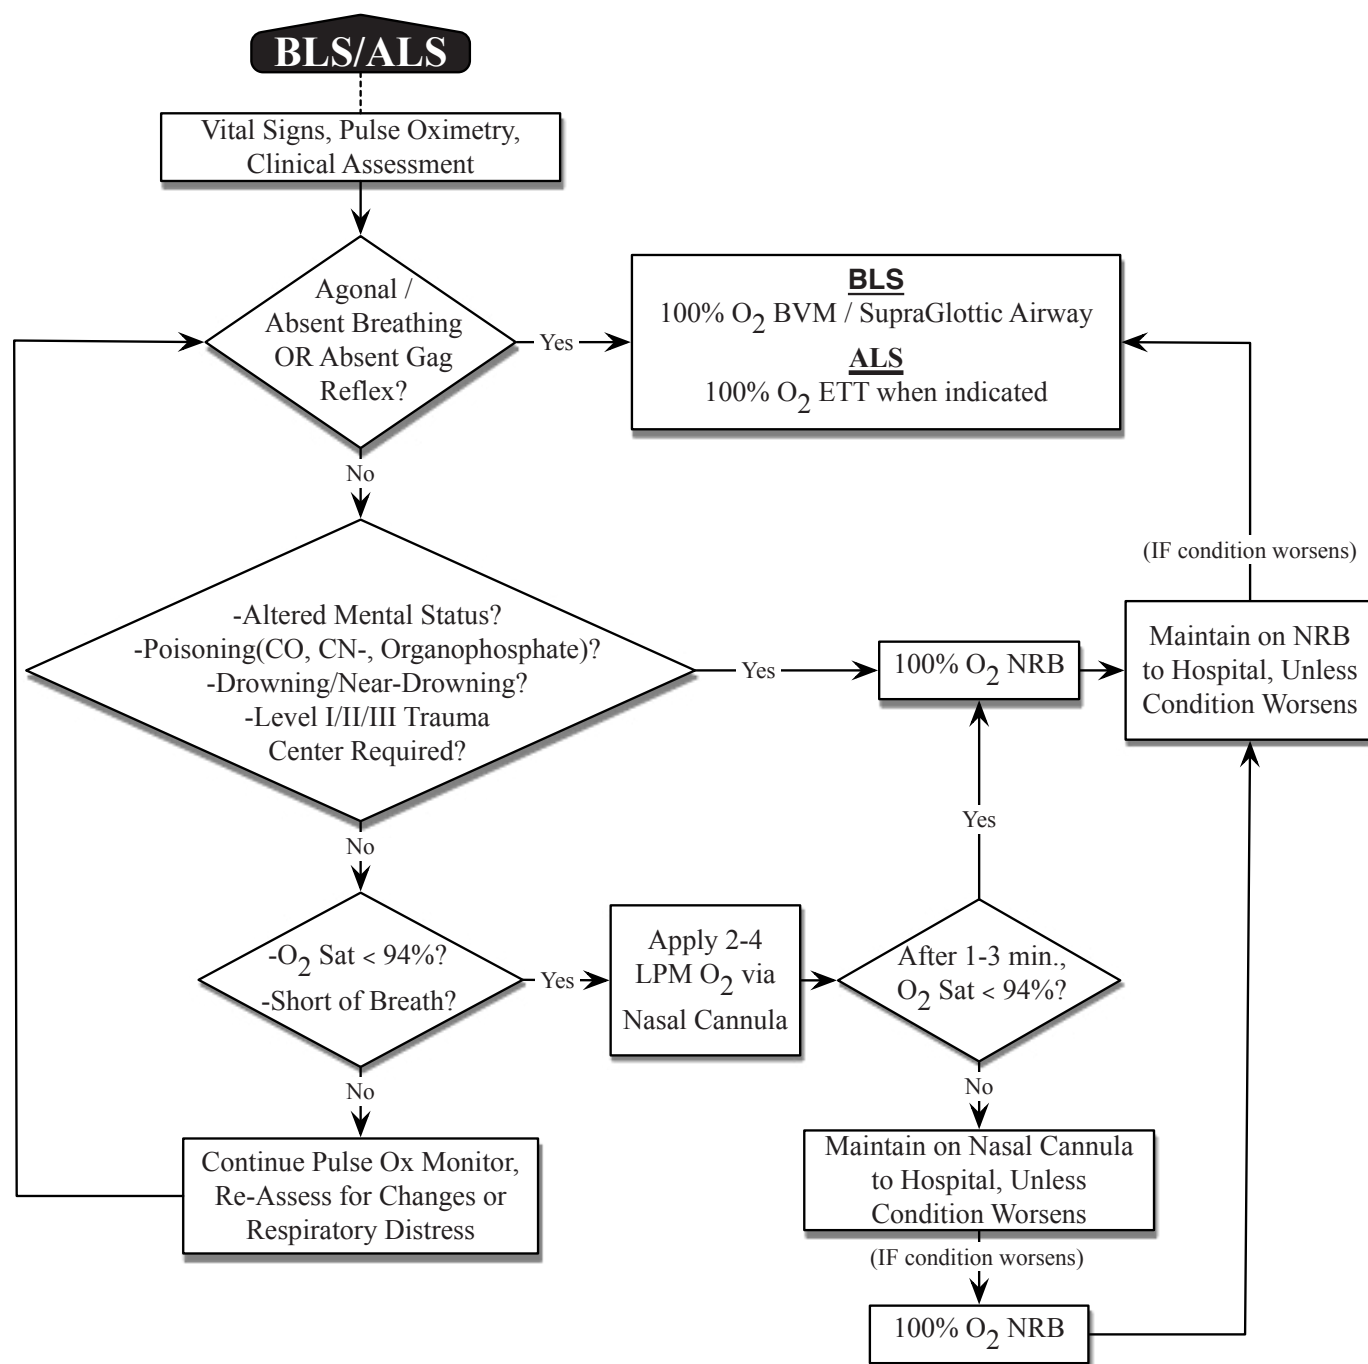 BLS/ALS
Vital Signs, Pulse Oximetry,
Clinical Assessment
Agonal /
Absent Breathing
OR Absent Gag
Reflex?
Yes
BLS
100% O2 BVM / SupraGlottic Airway
ALS
100% O2 ETT when indicated
No
(IF condition worsens)
-Altered Mental Status?
-Poisoning(CO, CN-, Organophosphate)?
-Drowning/Near-Drowning?
-Level I/II/III Trauma
Center Required?
Yes
100% O2 NRB
Maintain on NRB
to Hospital, Unless
Condition Worsens
Yes
No
-O2 Sat < 94%?
-Short of Breath?
Yes
Apply 2-4
LPM O2 via
Nasal Cannula
After 1-3 min.,
O2 Sat < 94%?
No
No
Continue Pulse Ox Monitor,
Re-Assess for Changes or
Respiratory Distress
Maintain on Nasal Cannula
to Hospital, Unless
Condition Worsens
(IF condition worsens)
100% O2 NRB